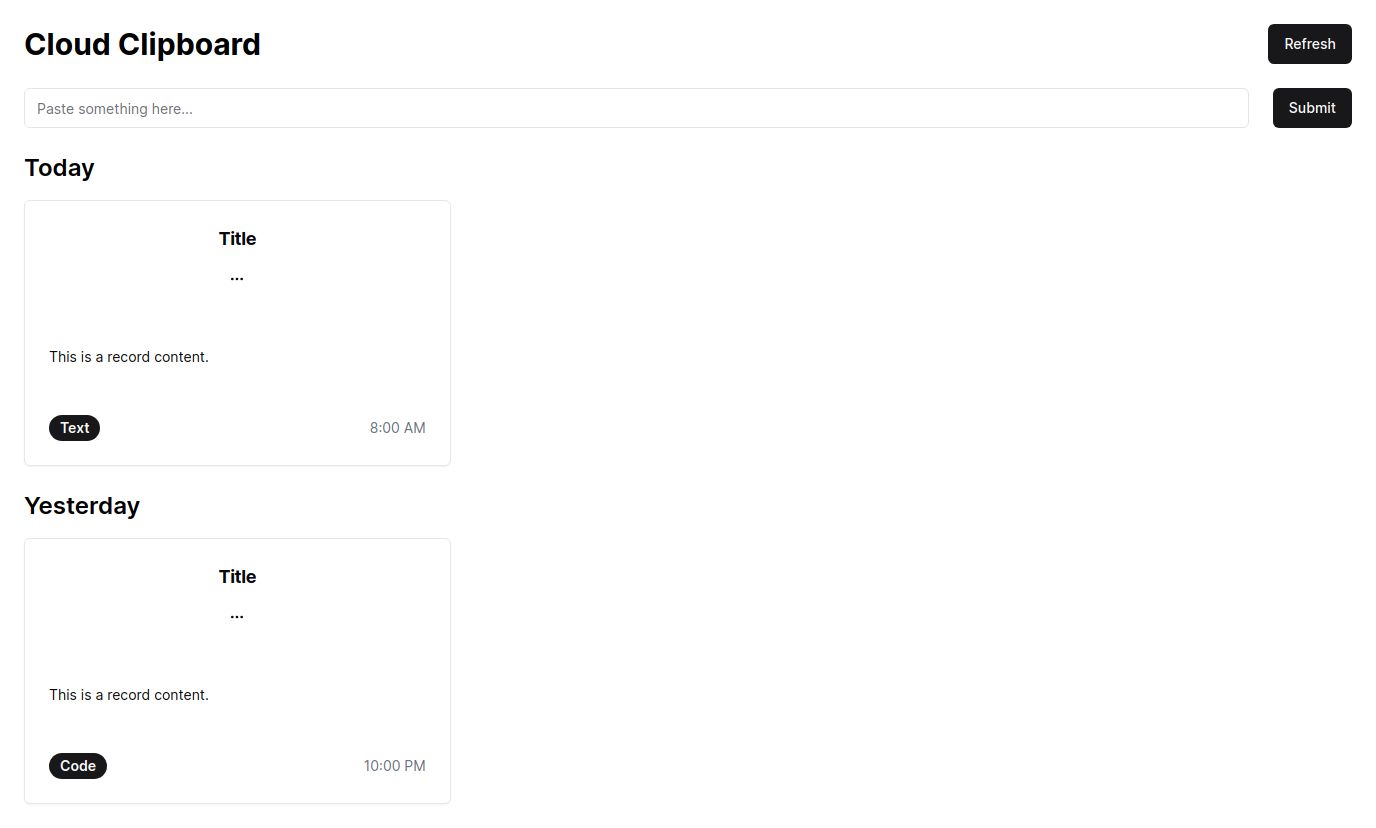 Cloud Clipboard
Refresh
Paste something here...
Submit
Today
Title
...
This is a record content.
Text
8:00 AM
Yesterday
Title
...
This is a record content.
Code
10:00 PM